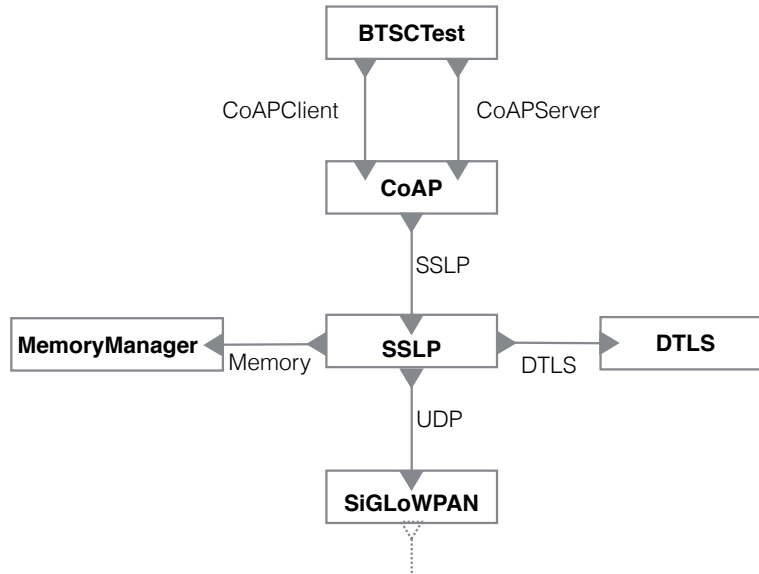 BTSCTest
CoAPClient
CoAPServer
CoAP
SSLP
MemoryManager
Memory
SSLP
DTLS
DTLS
UDP
SiGLoWPAN